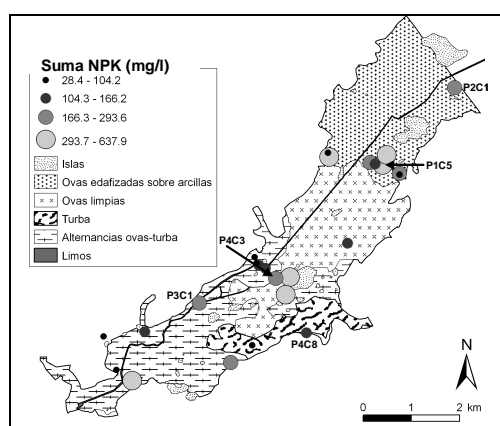 Suma NPK (mg/l)
28.4 - 104.2
104.3 - 166.2
166.3 - 293.6
293.7 - 637.9
Islas
Ovas edafizadas sobre arcillas
Ovas limpias
Turba
Alternancias ovas-turba
Limos
P2C1
P1C5
P4C3
P3C1
P4C8
N
0 1 2 km